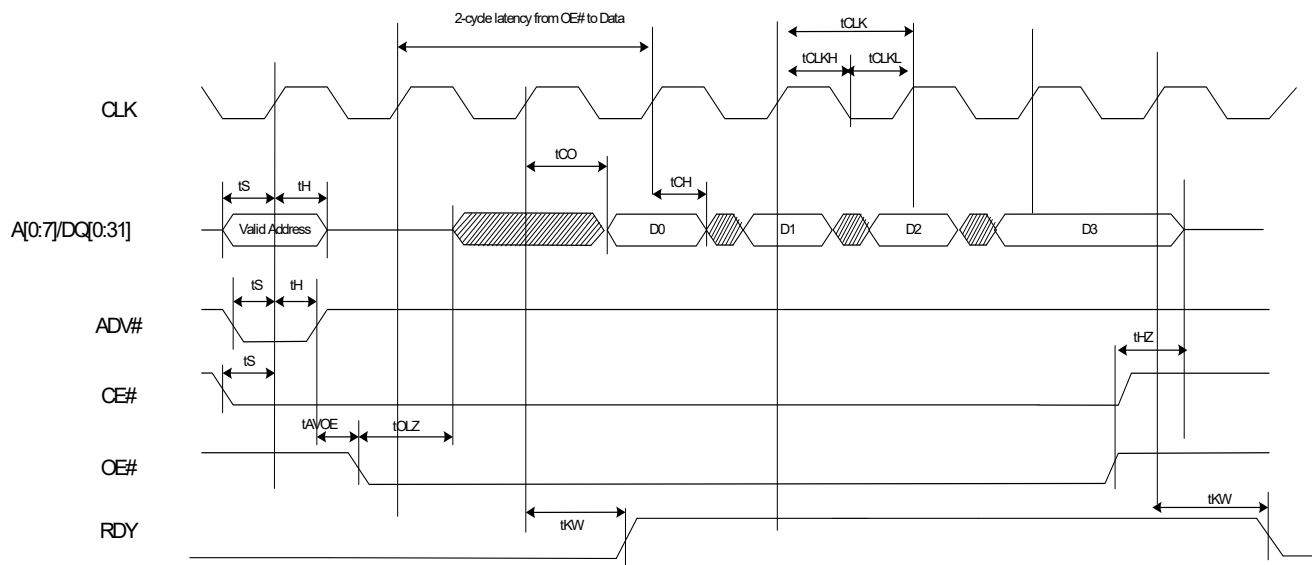 2-cycle latency from OE# to Data
tCLK
tCLKH
tCLKL
CLK
tCO
tCH
tS
tH
A[0:7]/DQ[0:31]
Valid Address
D0
D1
D2
D3
tS
tH
ADV#
tHZ
tS
CE#
tAVOE
tOLZ
OE#
tKW
tKW
RDY